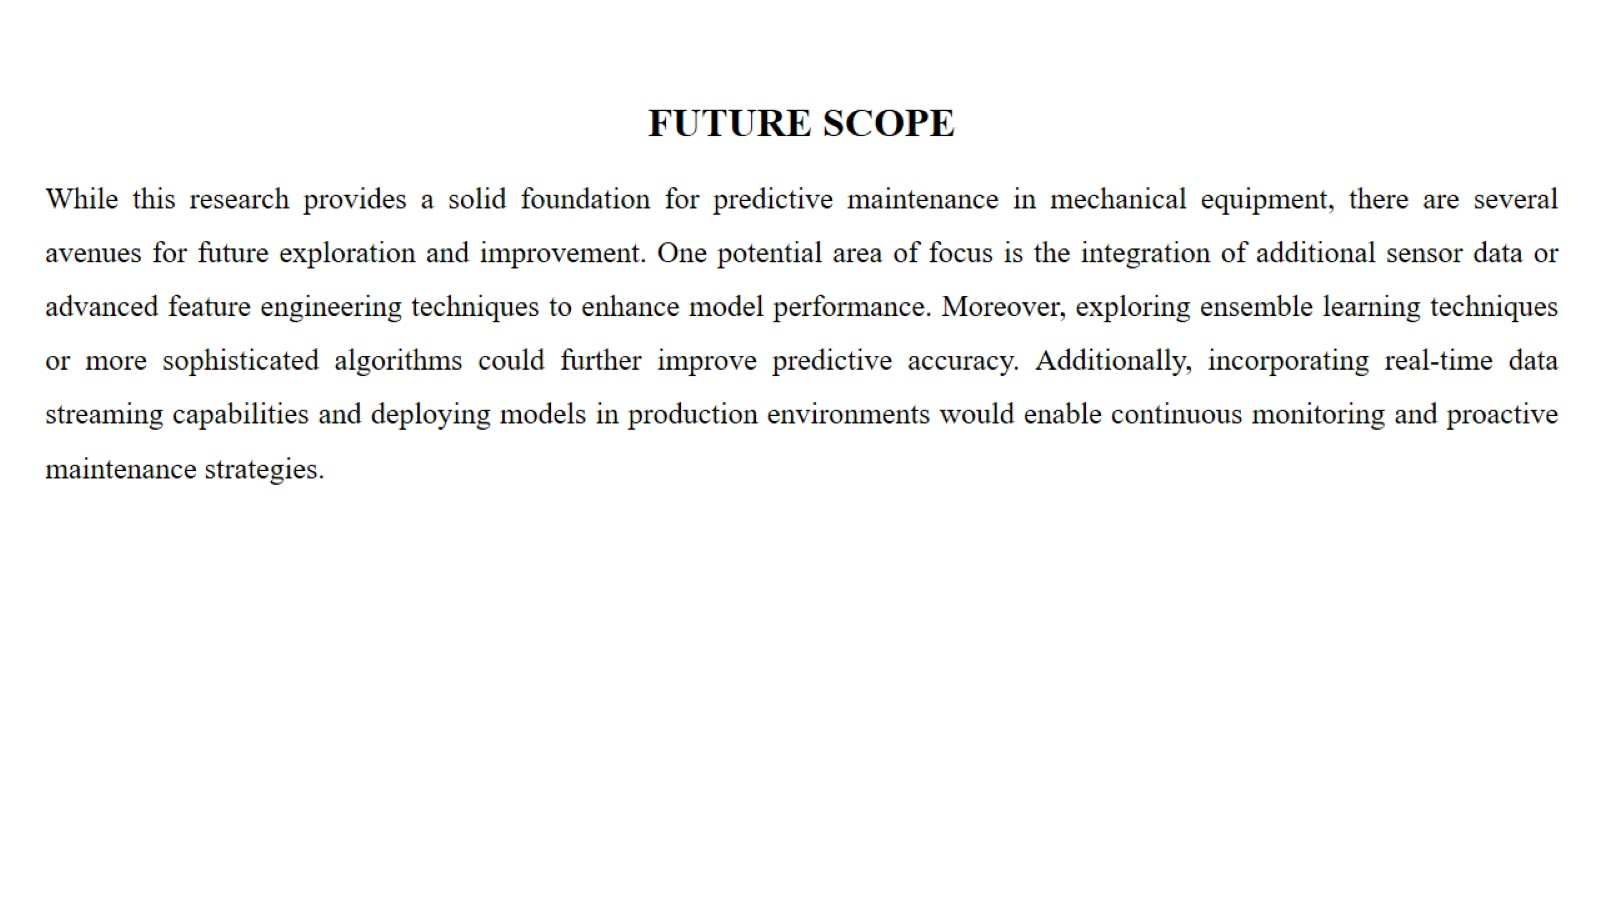 FUTURE SCOPE
While this research provides a solid foundation for predictive maintenance in mechanical equipment, there are several
avenues for future exploration and improvement. One potential area of focus is the integration of additional sensor data or
advanced feature engineering techniques to enhance model performance. Moreover, exploring ensemble learning techniques
or more sophisticated algorithms could further improve predictive accuracy. Additionally, incorporating real-time data
streaming capabilities and deploying models in production environments would enable continuous monitoring and proactive
maintenance strategies.